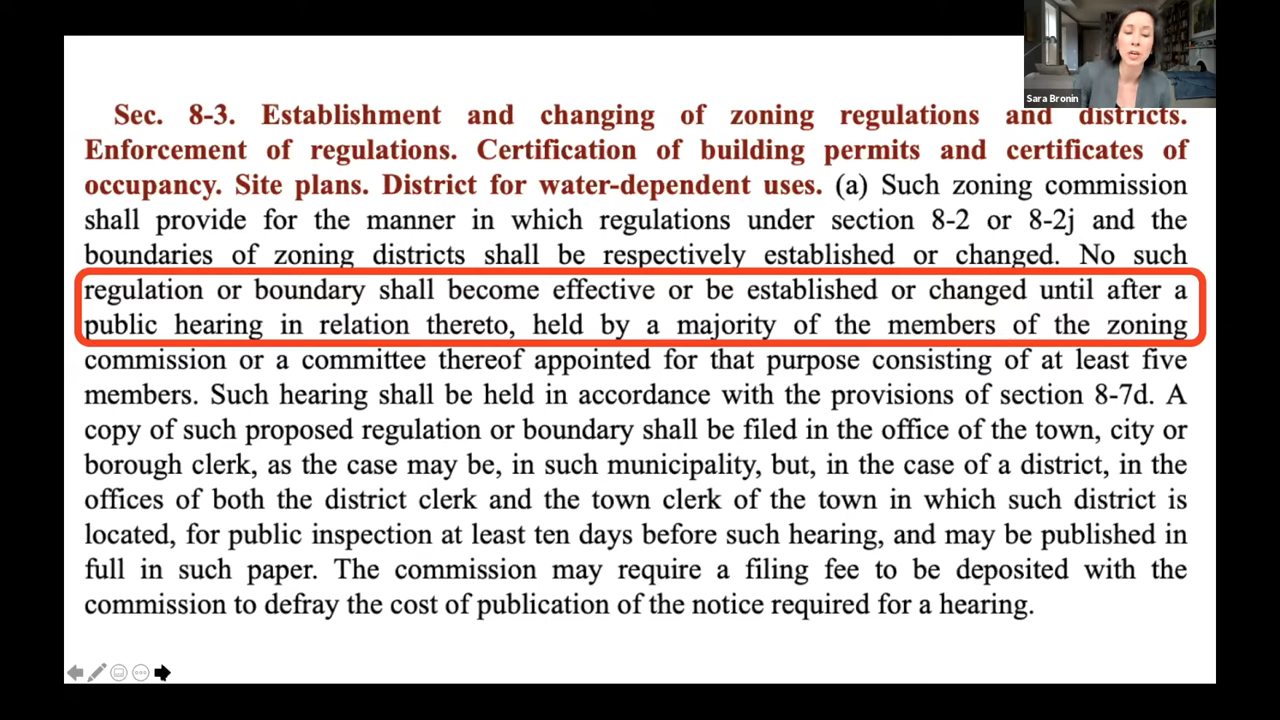 Sara Bronin
Sec. 8-3. Establishment and changing of zoning regulations and districts.
Enforcement of regulations. Certification of building permits and certificates of
occupancy. Site plans. District for water-dependent uses. (a) Such zoning commission
shall provide for the manner in which regulations under section 8-2 or 8-2j and the
boundaries of zoning districts shall be respectively established or changed. No such
regulation or boundary shall become effective or be established or changed until after a
public hearing in relation thereto, held by a majority of the members of the zoning
commission or a committee thereof appointed for that purpose consisting of at least five
members. Such hearing shall be held in accordance with the provisions of section 8-7d. A
copy of such proposed regulation or boundary shall be filed in the office of the town, city or
borough clerk, as the case may be, in such municipality, but, in the case of a district, in the
offices of both the district clerk and the town clerk of the town in which such district is
located, for public inspection at least ten days before such hearing, and may be published in
full in such paper. The commission may require a filing fee to be deposited with the
commission to defray the cost of publication of the notice required for a hearing.